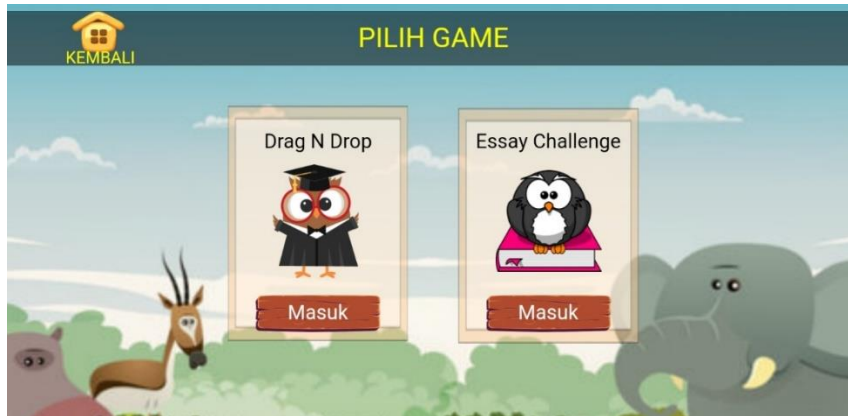 PILIH GAME
KEMBALI
Drag N Drop
Essay Challenge
Masuk
Masuk